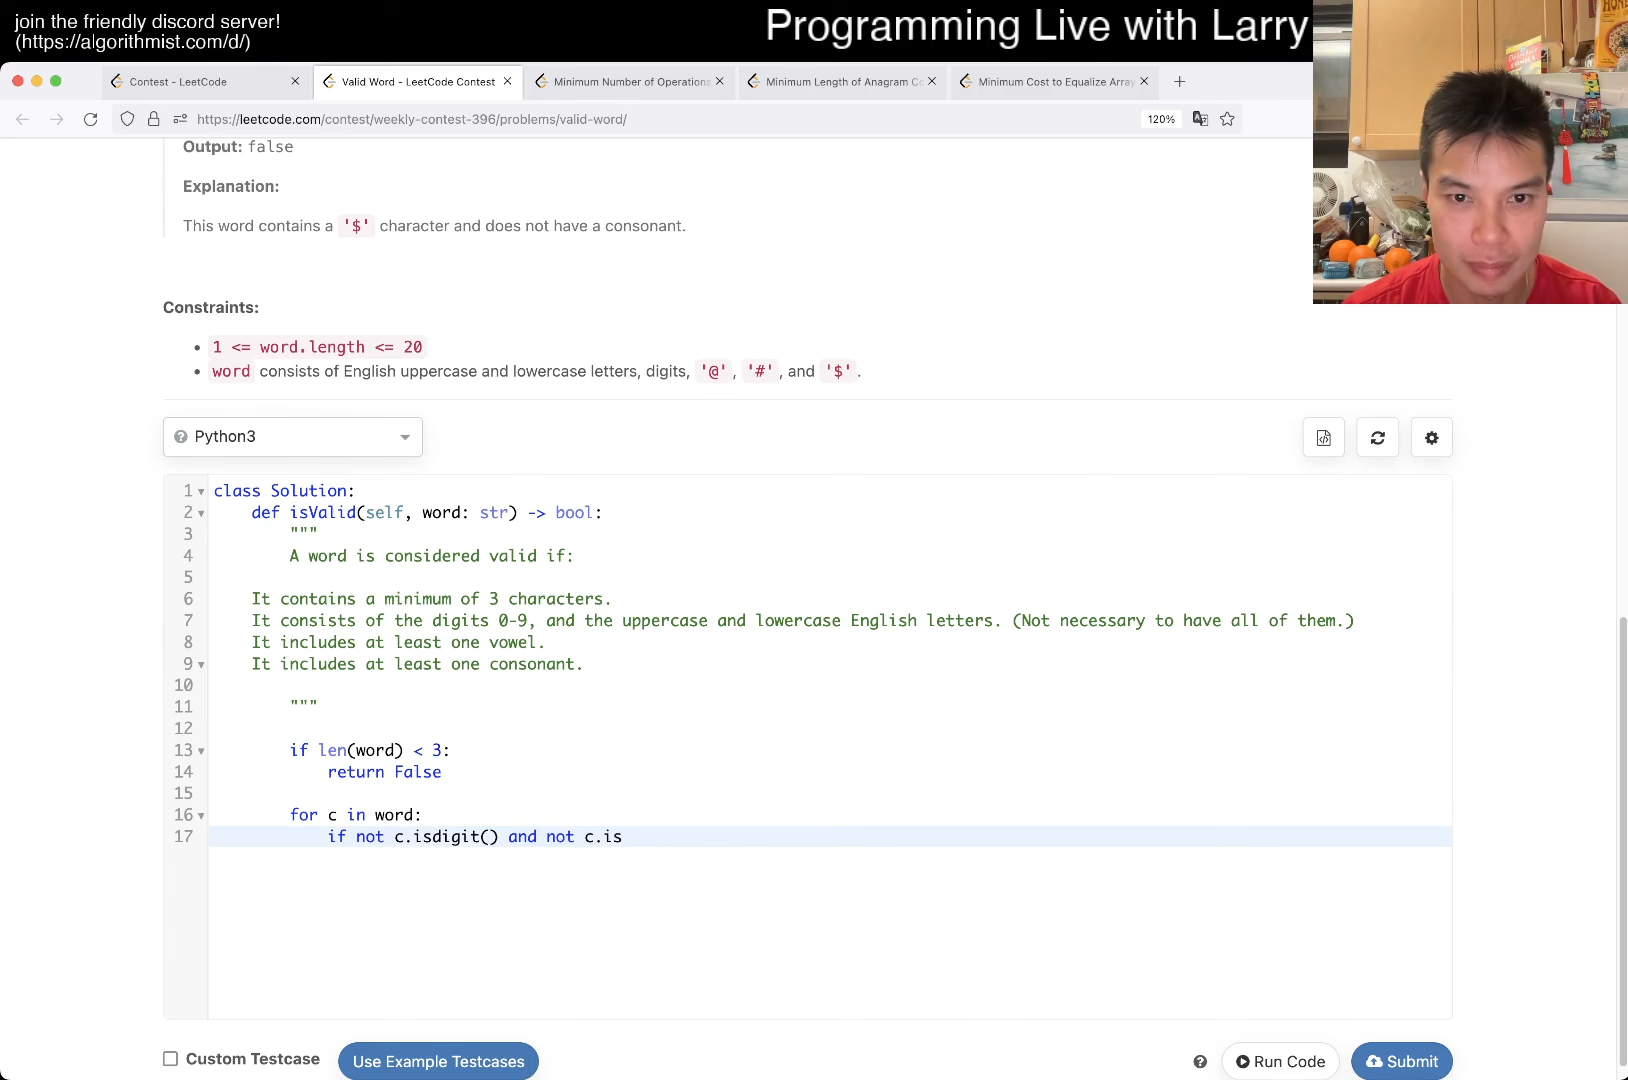 join the friendly discord server!
(https://algorithmist.com/d/)
Programming Live with Larry
Contest - LeetCode
Valid Word - LeetCode Contest
Minimum Number of Operations
Minimum Length of Anagram Co
Minimum Cost to Equalize Array
https://leetcode.com/contest/weekly-contest-396/problems/valid-word/
120%
Output: false
Explanation:
This word contains a '$' character and does not have a consonant.
Constraints:
• 1 <= word.length <= 20
• word consists of English uppercase and lowercase letters, digits, '@', '#', and '$'.
Python3
1 class Solution:
2 def isValid(self, word: str) -> bool:
3 """
4 A word is considered valid if:
5
6 It contains a minimum of 3 characters.
7 It consists of the digits 0-9, and the uppercase and lowercase English letters. (Not necessary to have all of them.)
8 It includes at least one vowel.
9 It includes at least one consonant.
10
11 """
12
13 if len(word) < 3:
14 return False
15
16 for c in word:
17 if not c.isdigit() and not c.is
Custom Testcase
Use Example Testcases
Run Code
Submit